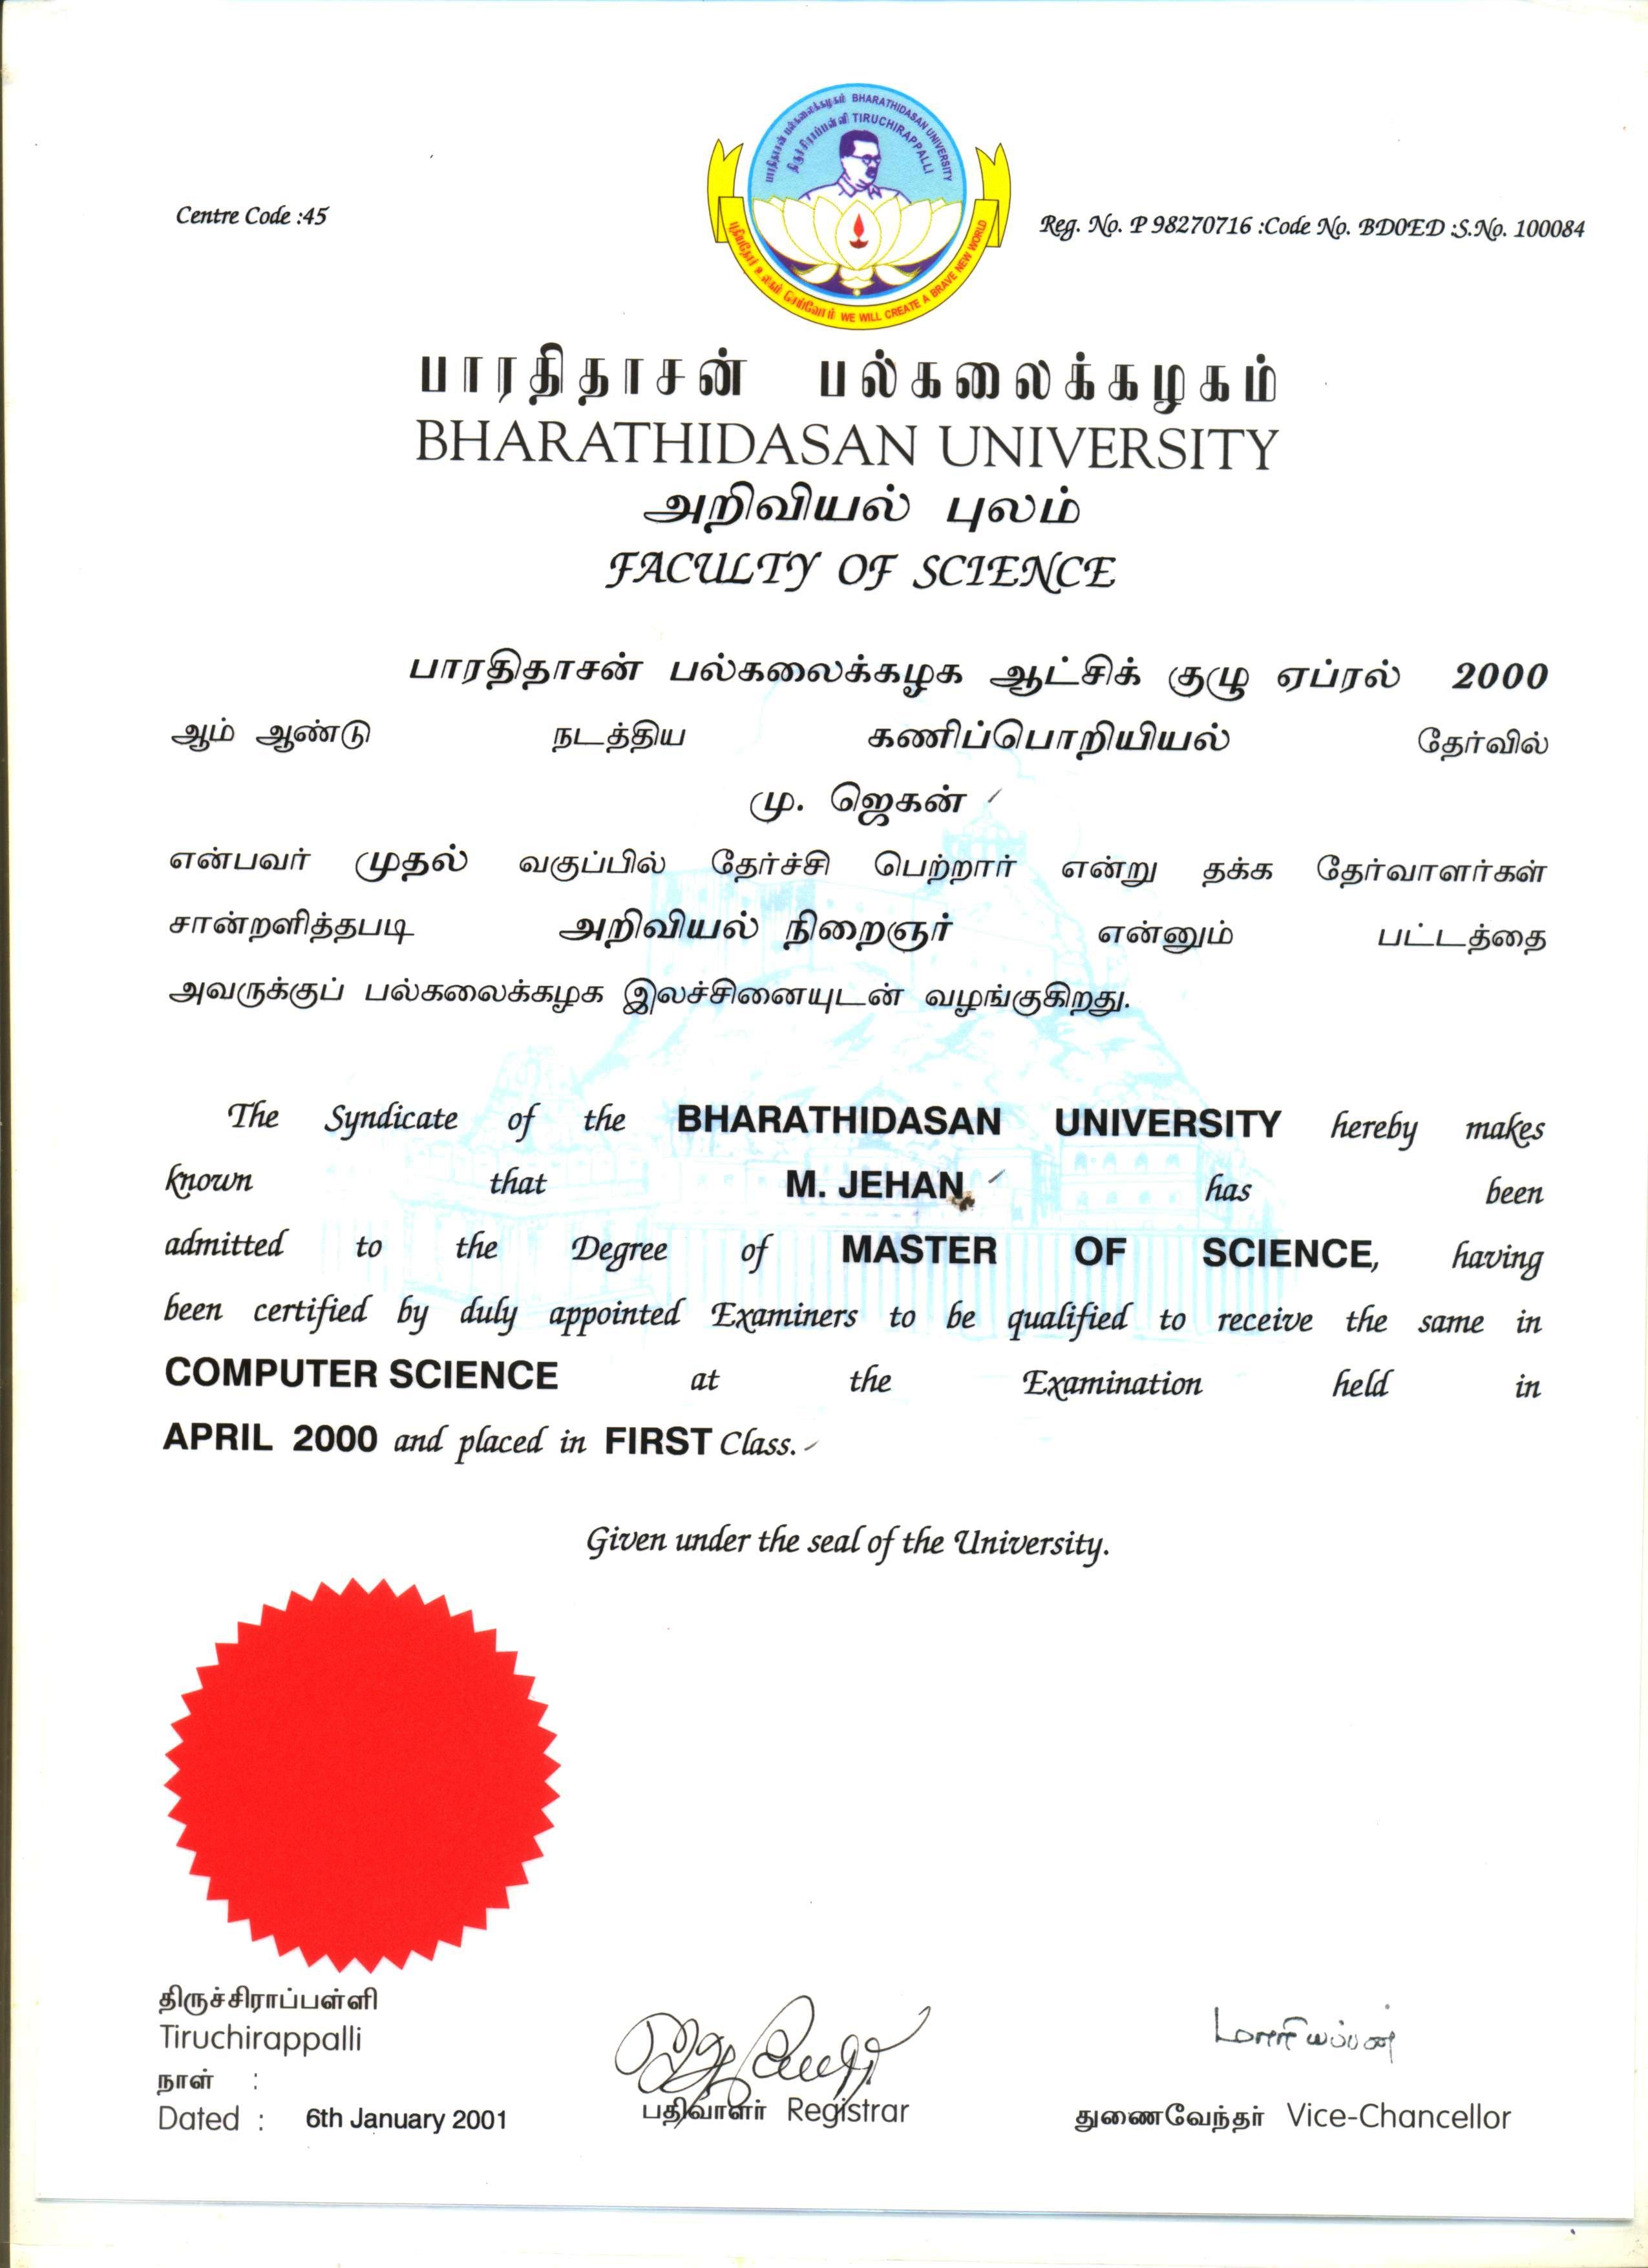 பாரதிதாசன் பல்கலைக்கழகம் BHARATHIDASAN UNIVERSITY
திருச்சிராப்பள்ளி TIRUCHIRAPPALLI
புதியதோர் உலகம் செய்வோம் WE WILL CREATE A BRAVE NEW WORLD
Centre Code :45
Reg. No. P 98270716 :Code No. BD0ED :S.No. 100084
பாரதிதாசன் பல்கலைக்கழகம்
BHARATHIDASAN UNIVERSITY
அறிவியல் புலம்
FACULTY OF SCIENCE
பாரதிதாசன் பல்கலைக்கழக ஆட்சிக் குழு ஏப்ரல் 2000
ஆம் ஆண்டு நடத்திய கணிப்பொறியியல் தேர்வில்
மு. ஜெகன்
என்பவர் முதல் வகுப்பில் தேர்ச்சி பெற்றார் என்று தக்க தேர்வாளர்கள்
சான்றளித்தபடி அறிவியல் நிறைஞர் என்னும் பட்டத்தை
அவருக்குப் பல்கலைக்கழக இலச்சினையுடன் வழங்குகிறது.
The Syndicate of the BHARATHIDASAN UNIVERSITY hereby makes
known that M. JEHAN has been
admitted to the Degree of MASTER OF SCIENCE, having
been certified by duly appointed Examiners to be qualified to receive the same in
COMPUTER SCIENCE at the Examination held in
APRIL 2000 and placed in FIRST Class.
Given under the seal of the University.
திருச்சிராப்பள்ளி
Tiruchirappalli
நாள் :
Dated : 6th January 2001
பதிவாளர் Registrar
துணைவேந்தர் Vice-Chancellor